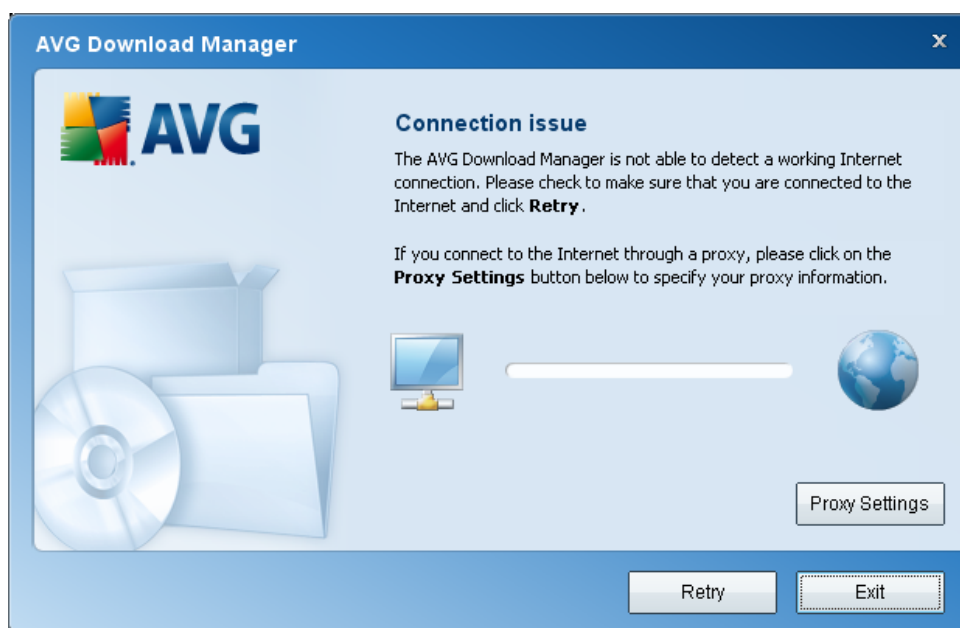 AVG Download Manager
x
AVG
Connection issue
The AVG Download Manager is not able to detect a working Internet
connection. Please check to make sure that you are connected to the
Internet and click Retry.
If you connect to the Internet through a proxy, please click on the
Proxy Settings button below to specify your proxy information.
Proxy Settings
Retry
Exit